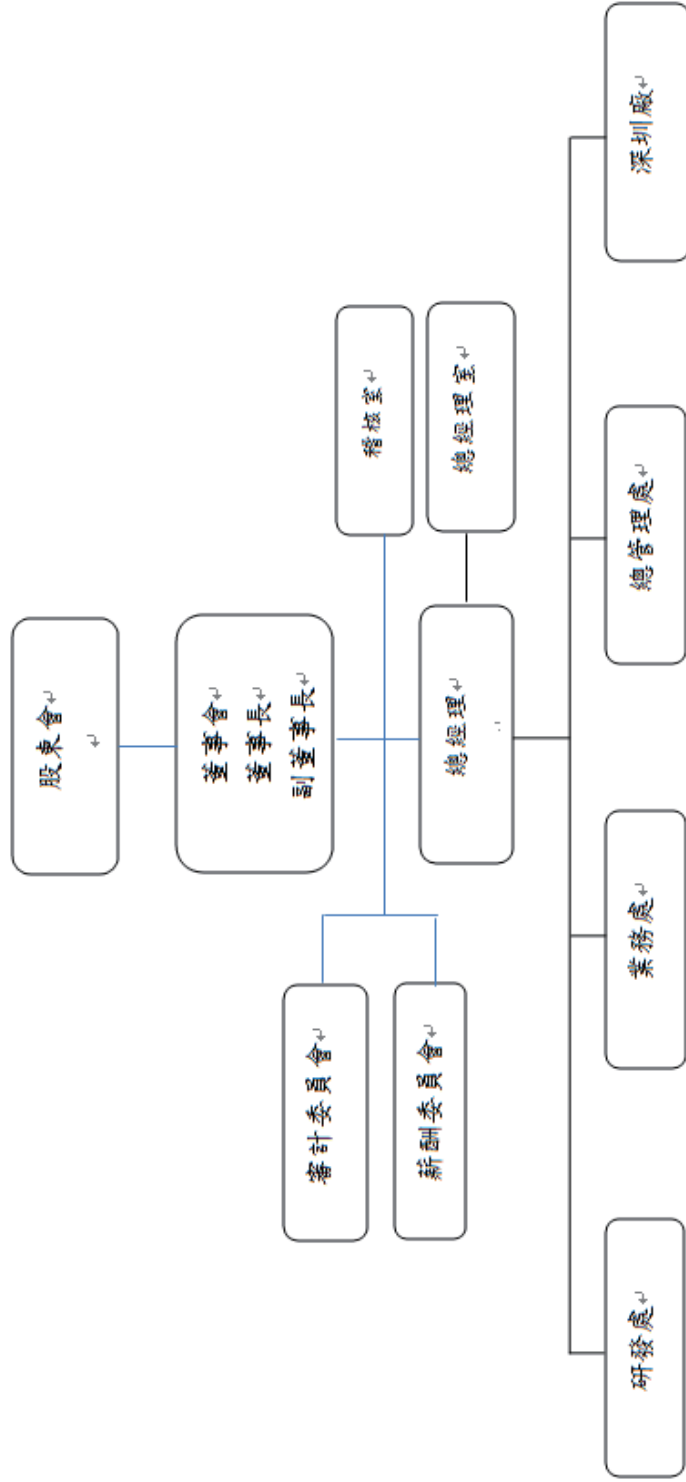 股東會
董事會
董事長
副董事長
審計委員會
薪酬委員會
稽核室
總經理
總經理室
研發處
業務處
總管理處
深圳廠